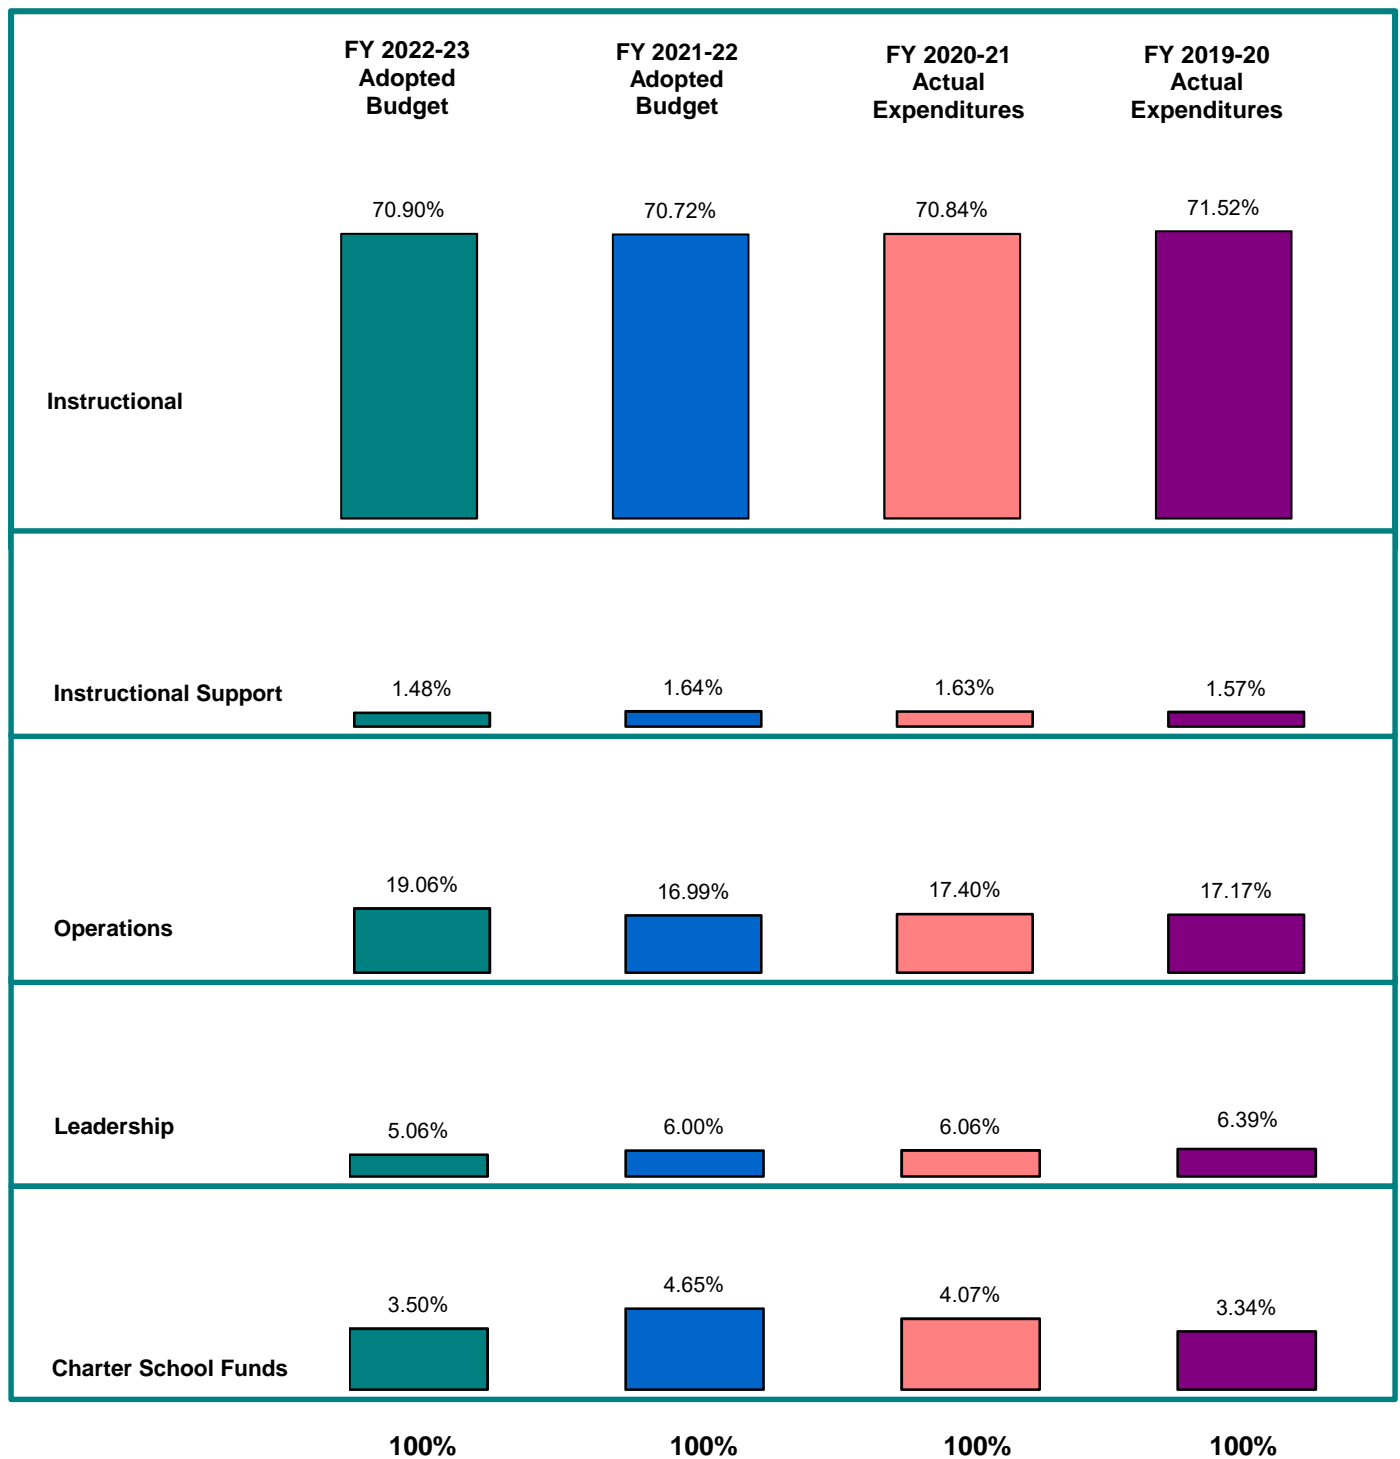 FY 2022-23
Adopted
Budget
FY 2021-22
Adopted
Budget
FY 2020-21
Actual
Expenditures
FY 2019-20
Actual
Expenditures
70.90%
70.72%
70.84%
71.52%
Instructional
Instructional Support
1.48%
1.64%
1.63%
1.57%
19.06%
16.99%
17.40%
17.17%
Operations
Leadership
5.06%
6.00%
6.06%
6.39%
3.50%
4.65%
4.07%
3.34%
Charter School Funds
100%
100%
100%
100%